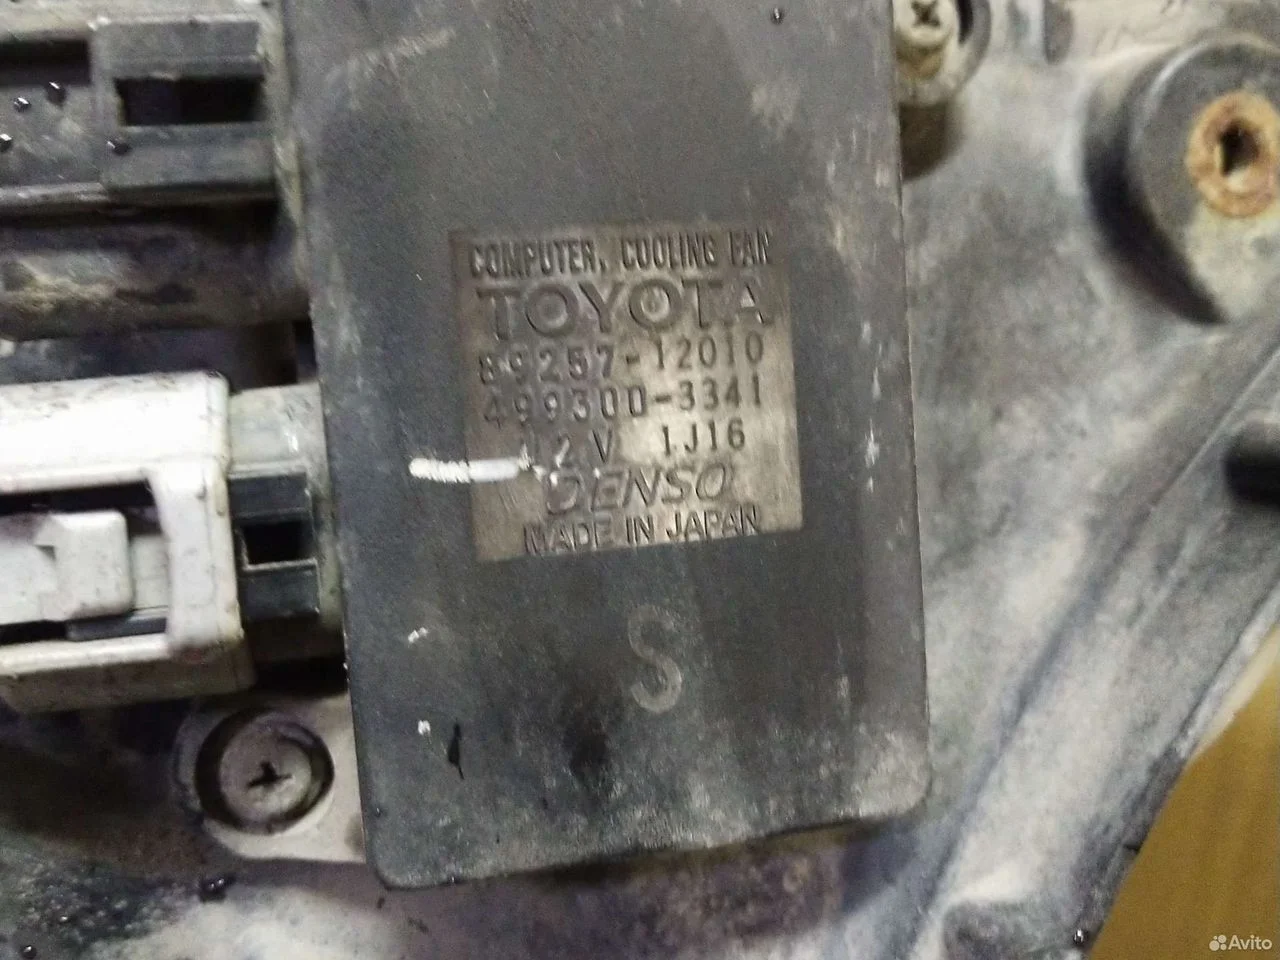 COMPUTER, COOLING FAN
TOYOTA
89257-12010
499300-3341
12V 1J16
DENSO
MADE IN JAPAN
S
Avito